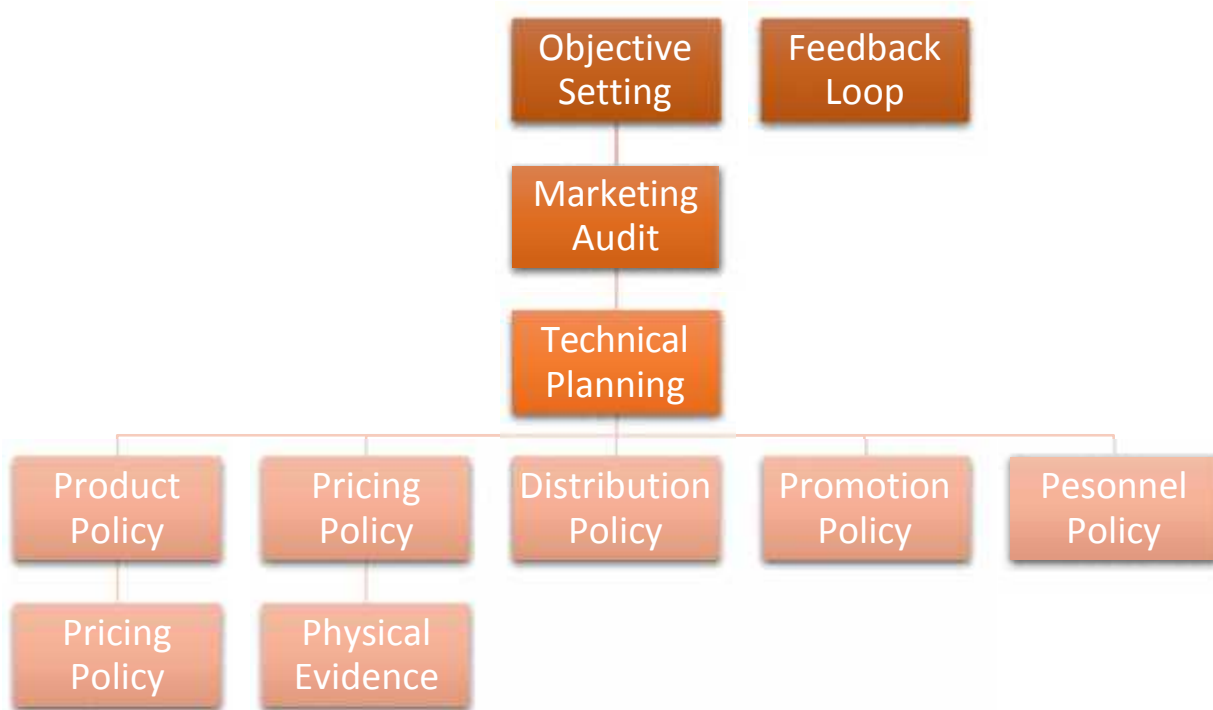 Objective
Setting
Feedback
Loop
Marketing
Audit
Technical
Planning
Product
Policy
Pricing
Policy
Distribution
Policy
Promotion
Policy
Pesonnel
Policy
Pricing
Policy
Physical
Evidence